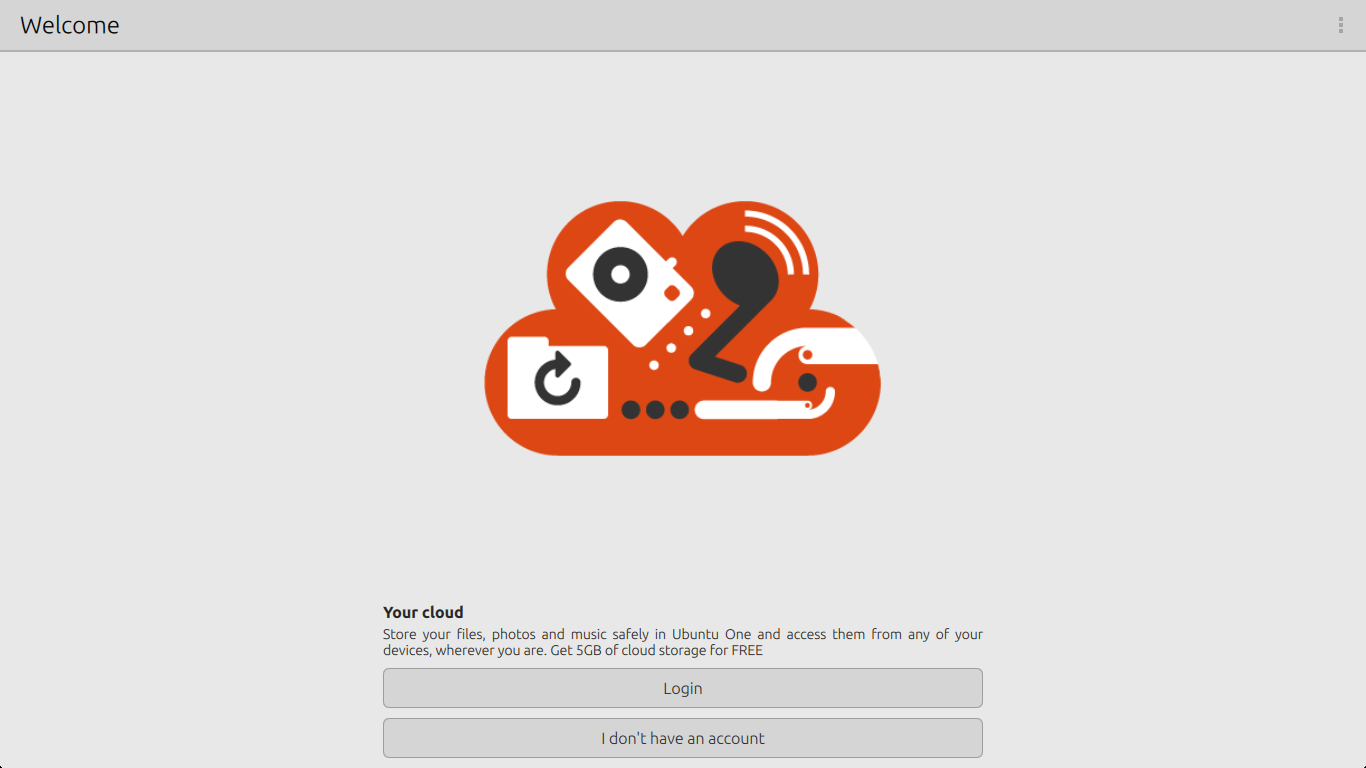 Welcome
Your cloud
Store your files, photos and music safely in Ubuntu One and access them from any of your
devices, wherever you are. Get 5GB of cloud storage for FREE
Login
I don't have an account